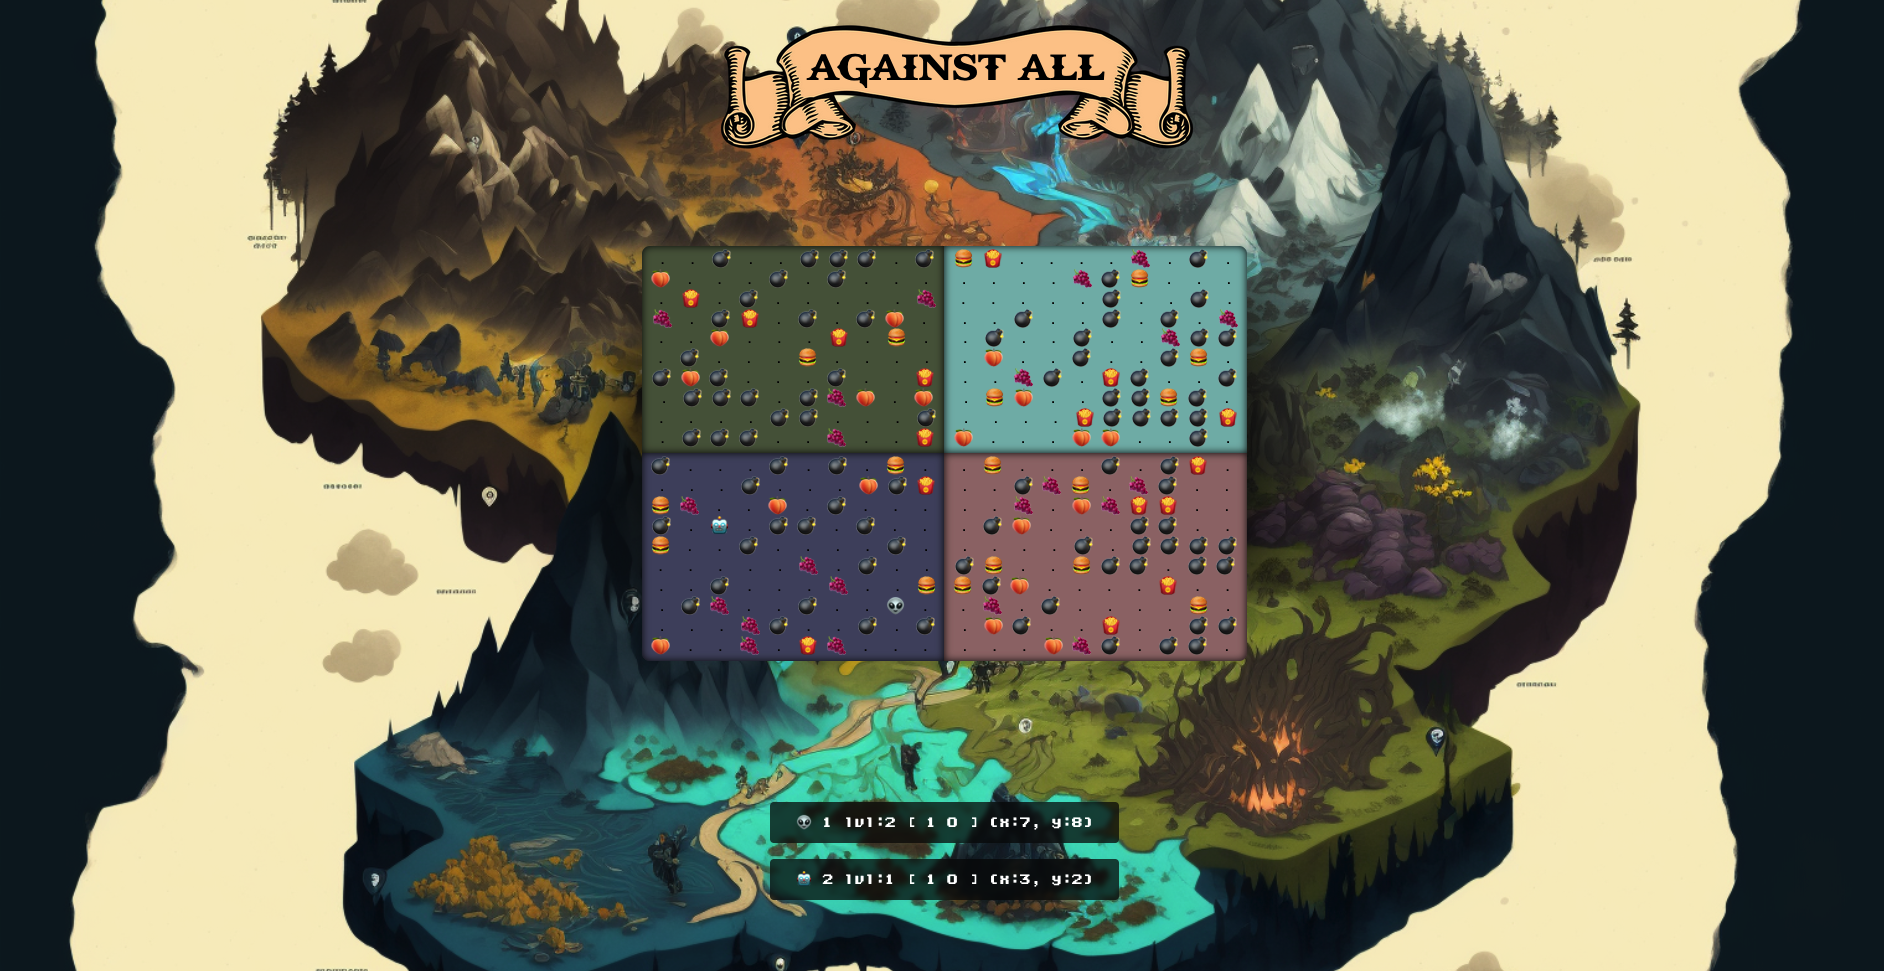 AGAINST ALL
1 lvl:2 [ 1 0 ] (x:7, y:8)
2 lvl:1 [ 1 0 ] (x:3, y:2)